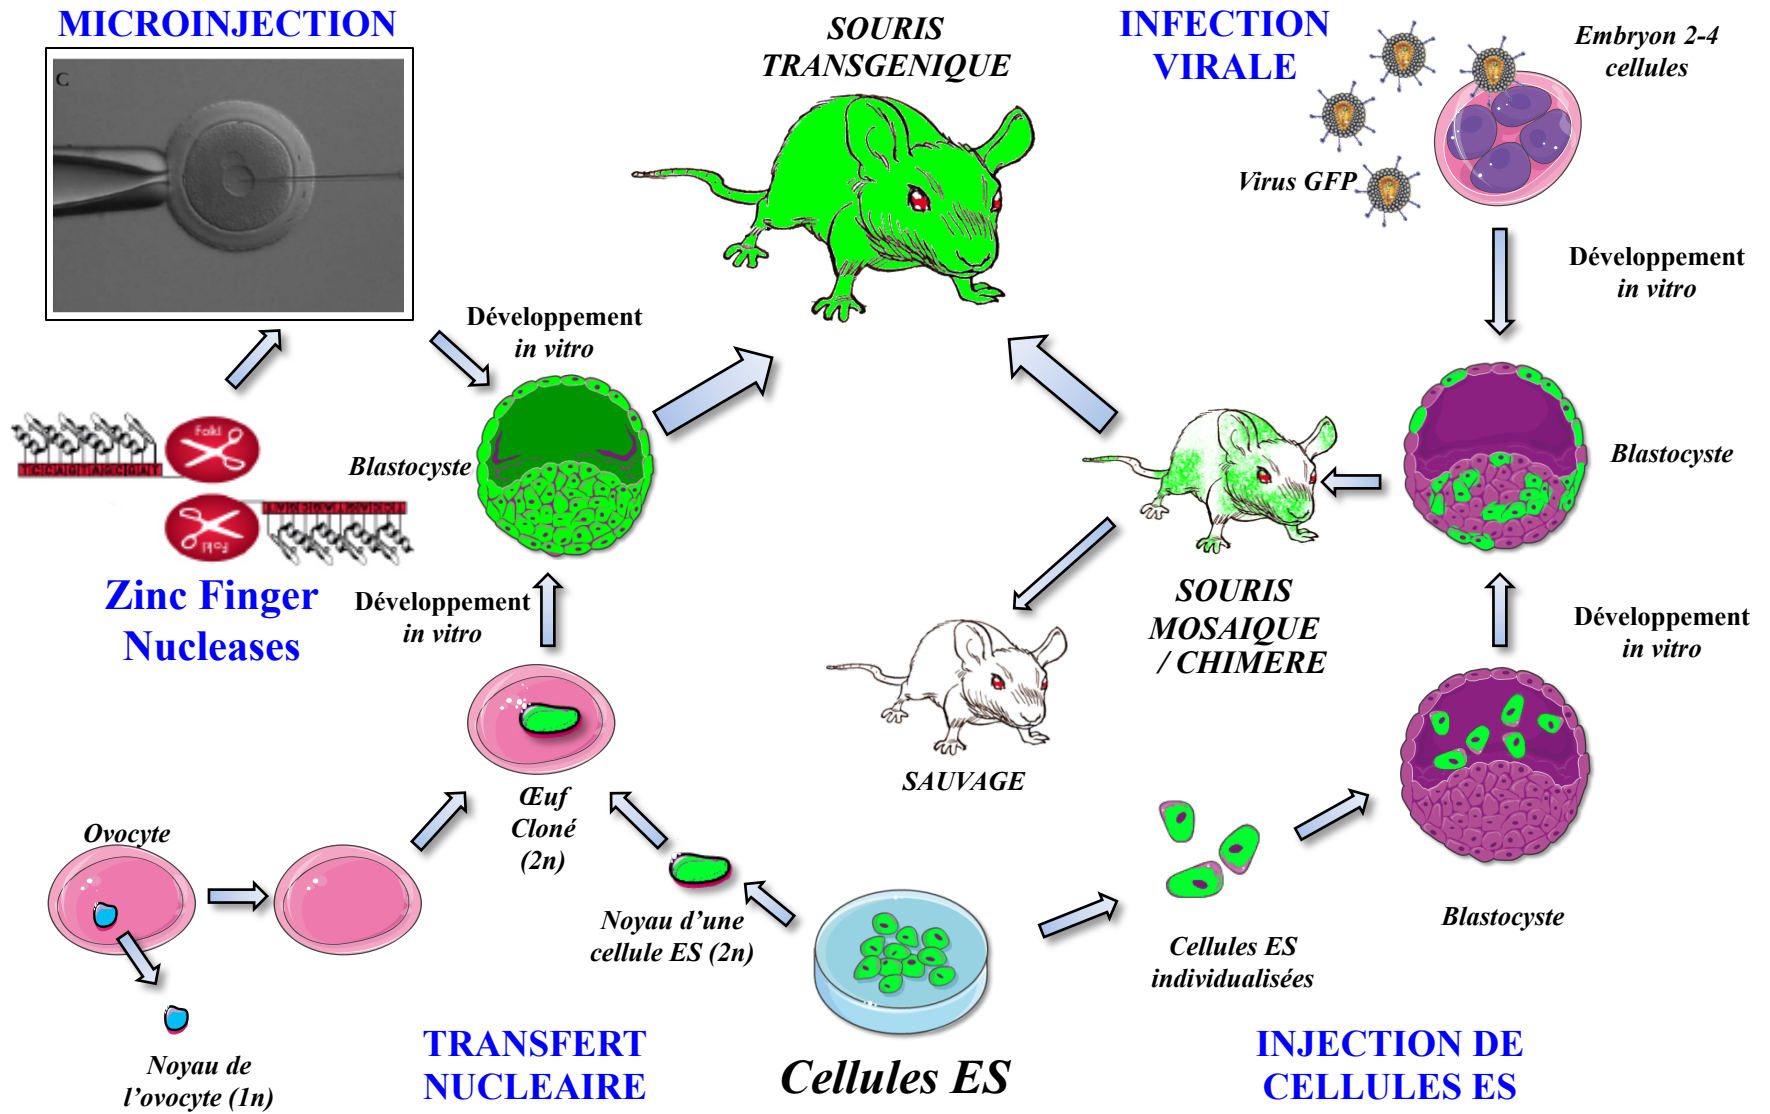 MICROINJECTION
C
SOURIS
TRANSGENIQUE
INFECTION
VIRALE
Embryon 2-4
cellules
Virus GFP
Développement
in vitro
Développement
in vitro
Blastocyste
Blastocyste
FokI
TCCAGTAGCGAT
FokI
Zinc Finger
Nucleases
Développement
in vitro
SOURIS
MOSAIQUE
/ CHIMERE
Développement
in vitro
SAUVAGE
Œuf
Cloné
(2n)
Ovocyte
Noyau d’une
cellule ES (2n)
Cellules ES
individualisées
Blastocyste
Noyau de
l’ovocyte (1n)
TRANSFERT
NUCLEAIRE
Cellules ES
INJECTION DE
CELLULES ES